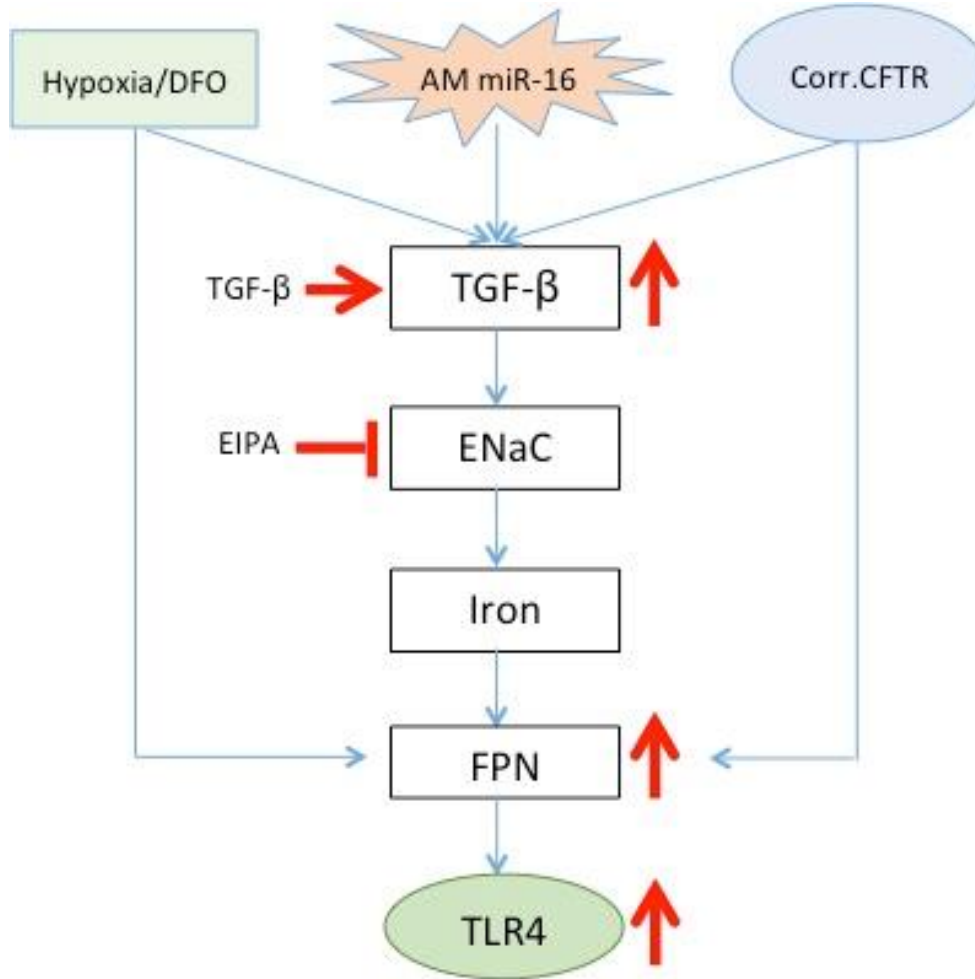 Hypoxia/DFO
AM miR-16
Corr.CFTR
TGF-β
TGF-β
EIPA
ENaC
Iron
FPN
TLR4